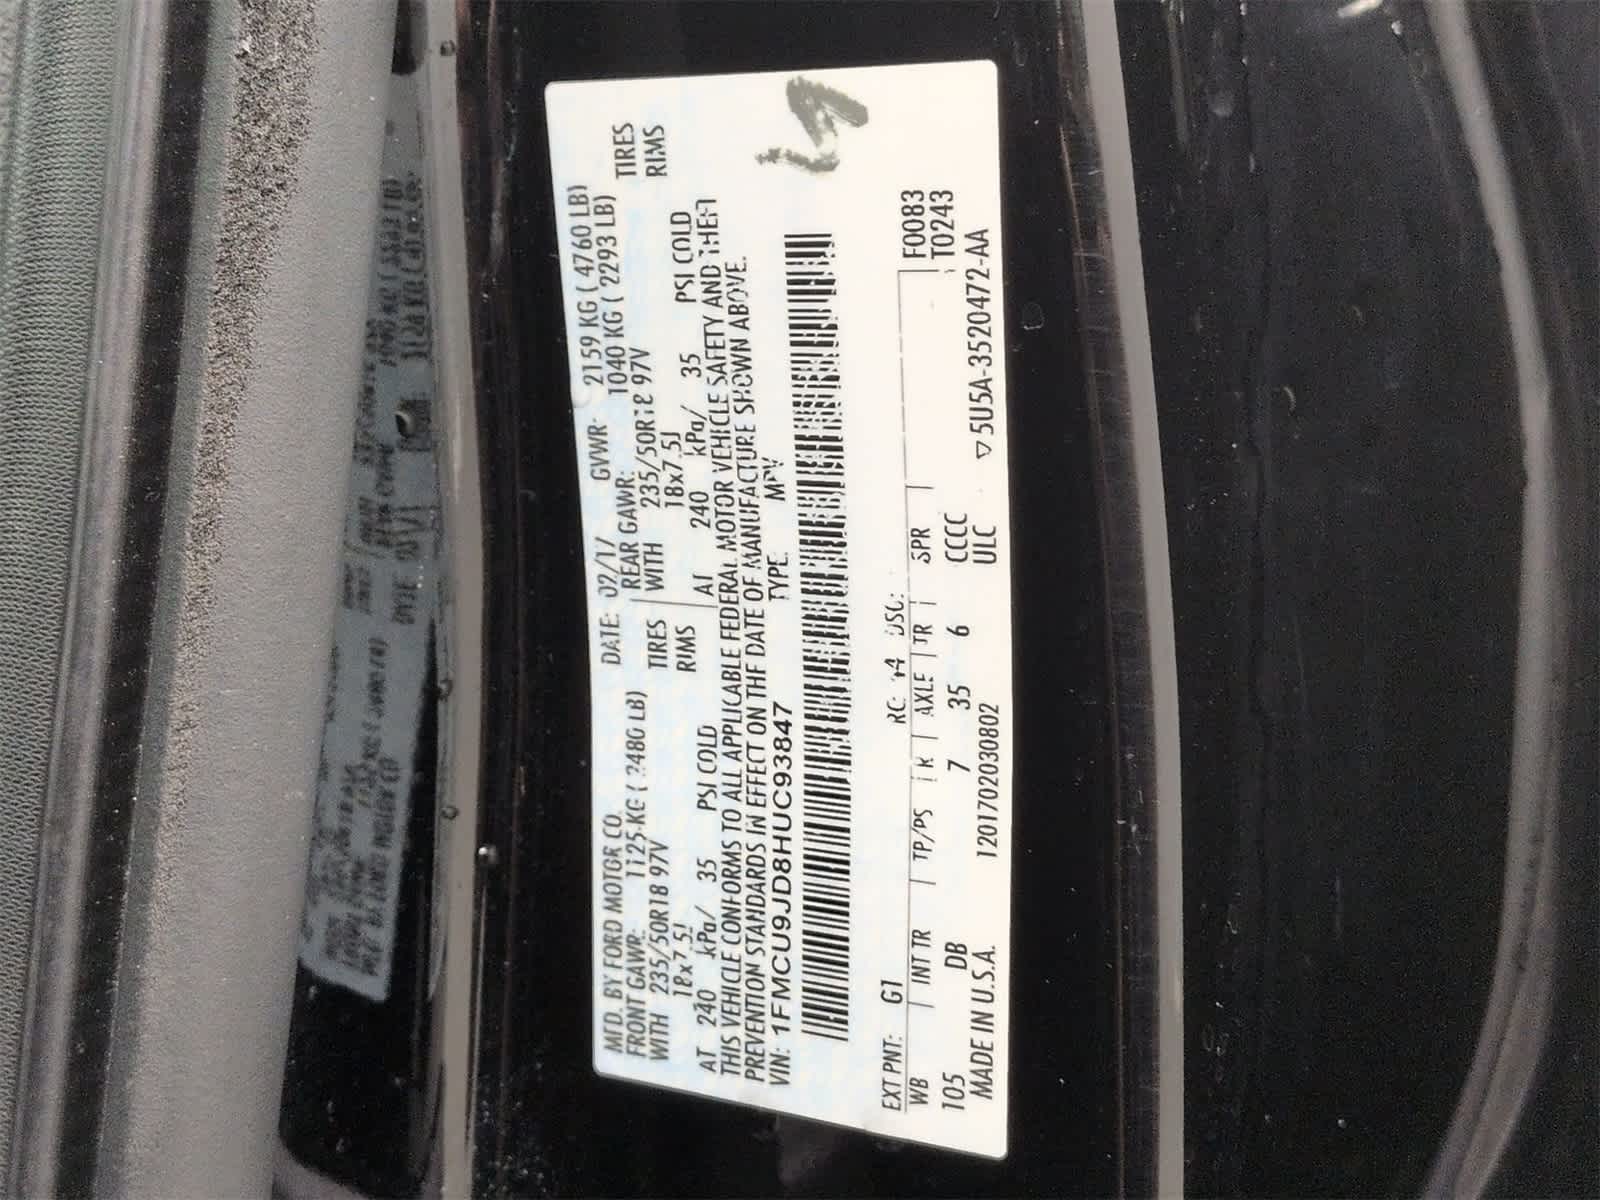 MFD. BY FORD MOTOR CO. DATE: 02/17 GVWR: 2159 KG ( 4760 LB)
FRONT GAWR: 1125 KG ( 2480 LB) REAR GAWR: 1040 KG ( 2293 LB)
WITH 235/50R18 97V TIRES WITH 235/50R18 97V TIRES
18x7.5J RIMS 18x7.5J RIMS
AT 240 kPa/ 35 PSI COLD AT 240 kPa/ 35 PSI COLD
THIS VEHICLE CONFORMS TO ALL APPLICABLE FEDERAL MOTOR VEHICLE SAFETY AND THEFT
PREVENTION STANDARDS IN EFFECT ON THE DATE OF MANUFACTURE SHOWN ABOVE.
VIN: 1FMCU9JD8HUC93847 TYPE: MPV
EXT PNT: G1 RC: 44 DSO: F0083
WB INT TR TP/PS R AXLE TR SPR T0243
105 DB 7 35 6 CCCC
MADE IN U.S.A. 1201702030802 ULC ▽5U5A-3520472-AA